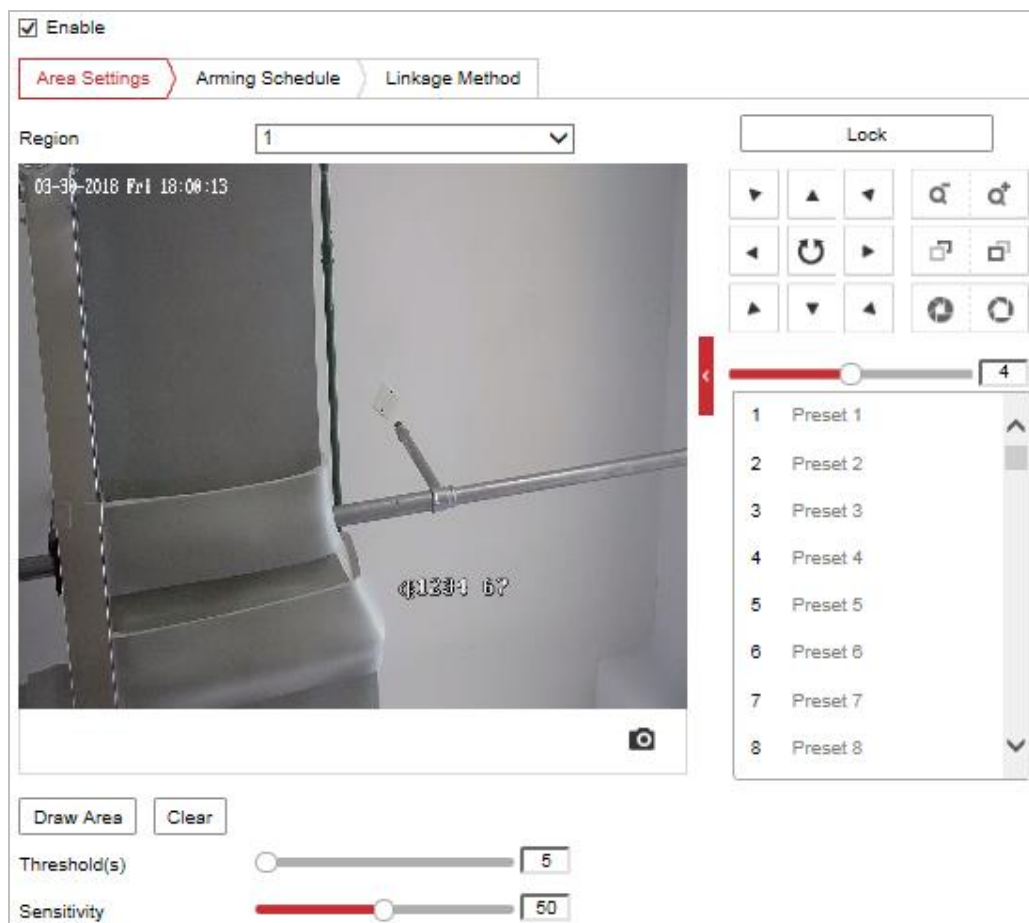 Enable
Area Settings
Arming Schedule
Linkage Method
Region
1
Lock
03-30-2018 Fri 18:00:13
4
1 Preset 1
2 Preset 2
3 Preset 3
4 Preset 4
5 Preset 5
6 Preset 6
7 Preset 7
8 Preset 8
Draw Area
Clear
Threshold(s)
5
Sensitivity
50